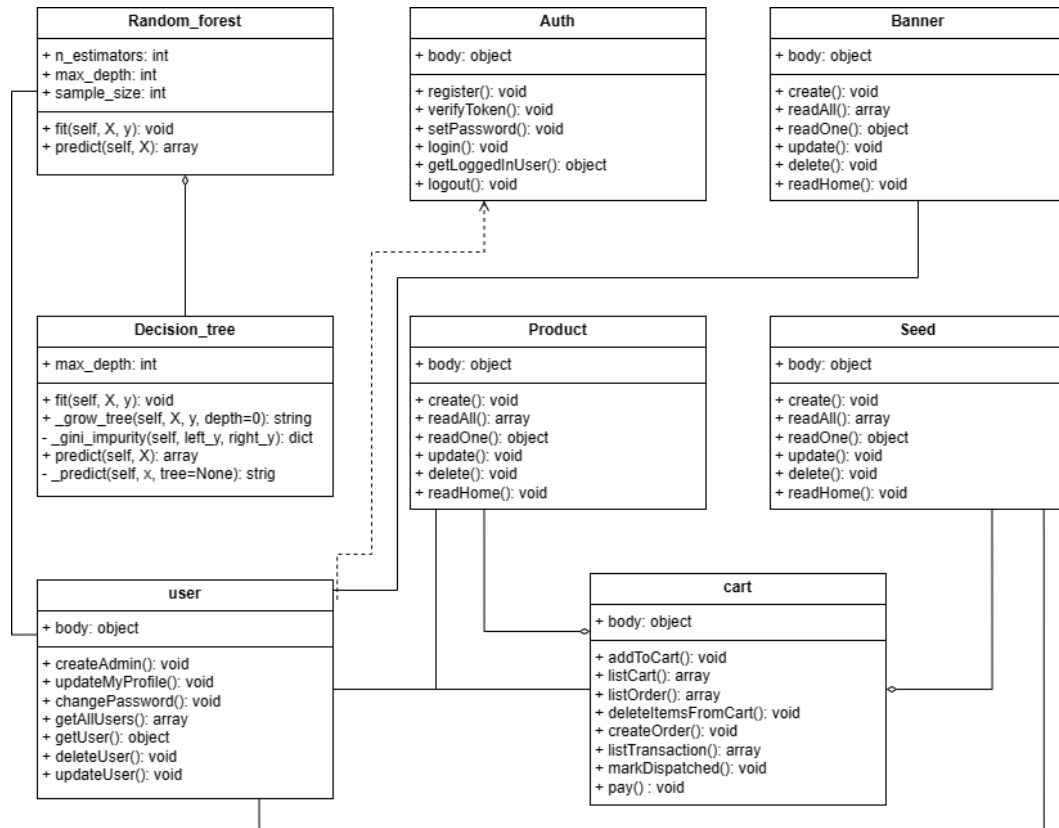 Random_forest
+ n_estimators: int
+ max_depth: int
+ sample_size: int
+ fit(self, X, y): void
+ predict(self, X): array
Auth
+ body: object
+ register(): void
+ verifyToken(): void
+ setPassword(): void
+ login(): void
+ getLoggedInUser(): object
+ logout(): void
Banner
+ body: object
+ create(): void
+ readAll(): array
+ readOne(): object
+ update(): void
+ delete(): void
+ readHome(): void
Decision_tree
+ max_depth: int
+ fit(self, X, y): void
+ _grow_tree(self, X, y, depth=0): string
- _gini_impurity(self, left_y, right_y): dict
+ predict(self, X): array
- _predict(self, x, tree=None): strig
Product
+ body: object
+ create(): void
+ readAll(): array
+ readOne(): object
+ update(): void
+ delete(): void
+ readHome(): void
Seed
+ body: object
+ create(): void
+ readAll(): array
+ readOne(): object
+ update(): void
+ delete(): void
+ readHome(): void
user
+ body: object
+ createAdmin(): void
+ updateMyProfile(): void
+ changePassword(): void
+ getAllUsers(): array
+ getUser(): object
+ deleteUser(): void
+ updateUser(): void
cart
+ body: object
+ addToCart(): void
+ listCart(): array
+ listOrder(): array
+ deleteItemsFromCart(): void
+ createOrder(): void
+ listTransaction(): array
+ markDispatched(): void
+ pay() : void